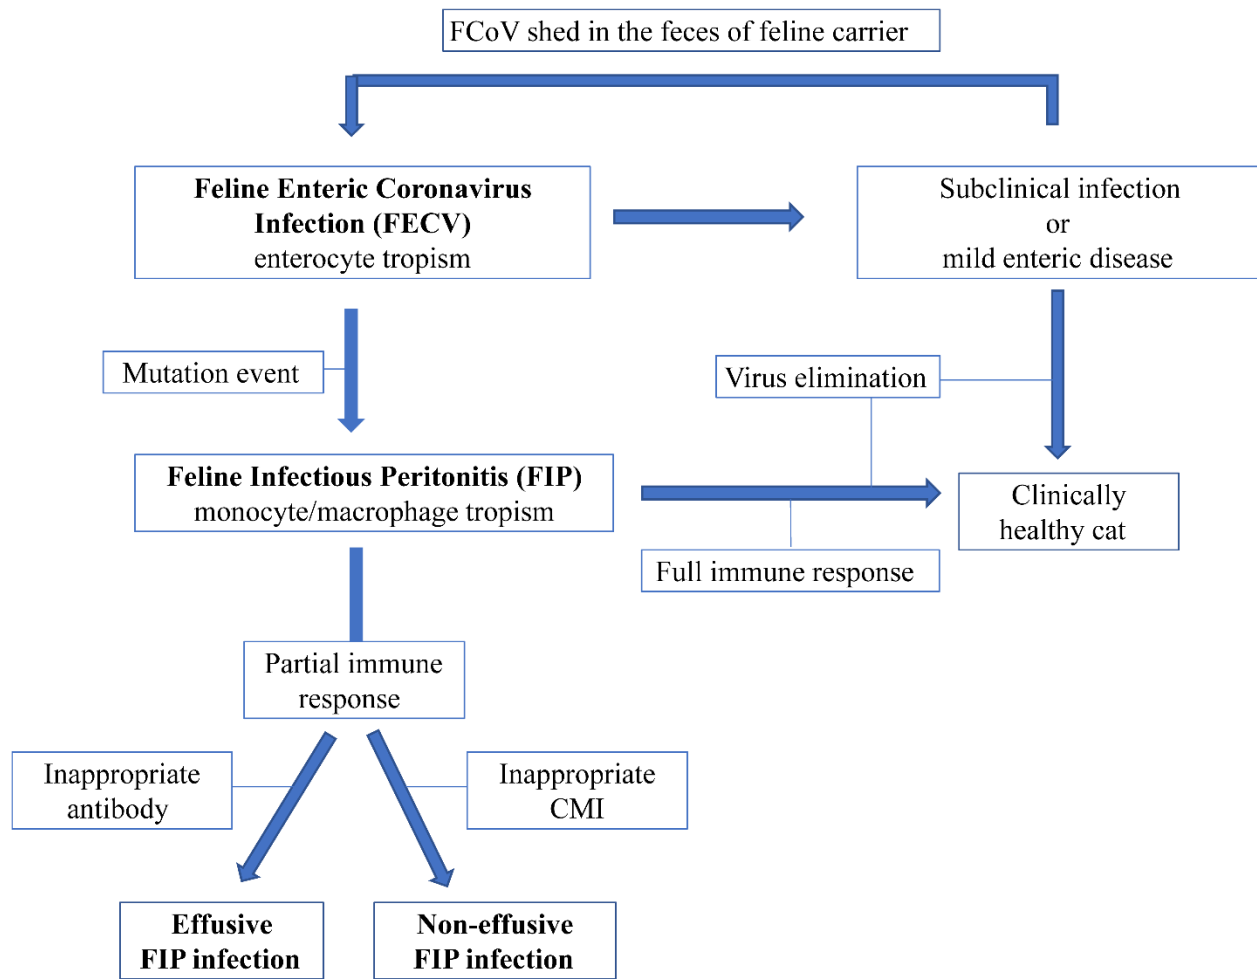 FCoV shed in the feces of feline carrier
Feline Enteric Coronavirus
Infection (FECV)
enterocyte tropism
Subclinical infection
or
mild enteric disease
Mutation event
Virus elimination
Feline Infectious Peritonitis (FIP)
monocyte/macrophage tropism
Clinically
healthy cat
Full immune response
Partial immune
response
Inappropriate
antibody
Inappropriate
CMI
Effusive
FIP infection
Non-effusive
FIP infection